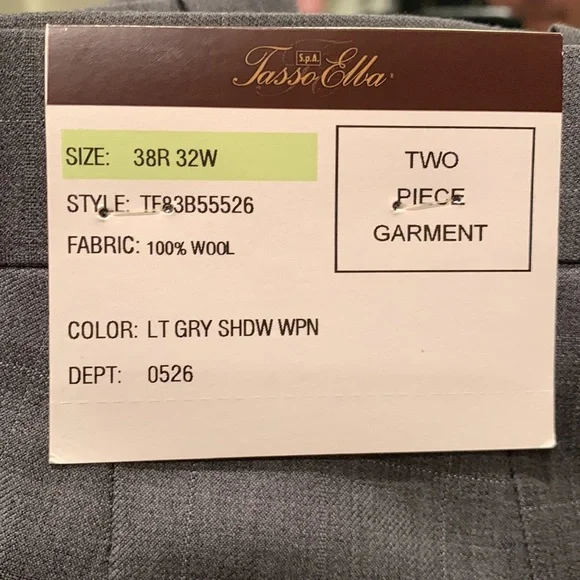 S.p.A.
Tasso Elba
SIZE: 38R 32W
STYLE: TF83B55526
FABRIC: 100% WOOL
COLOR: LT GRY SHDW WPN
DEPT: 0526
TWO
PIECE
GARMENT